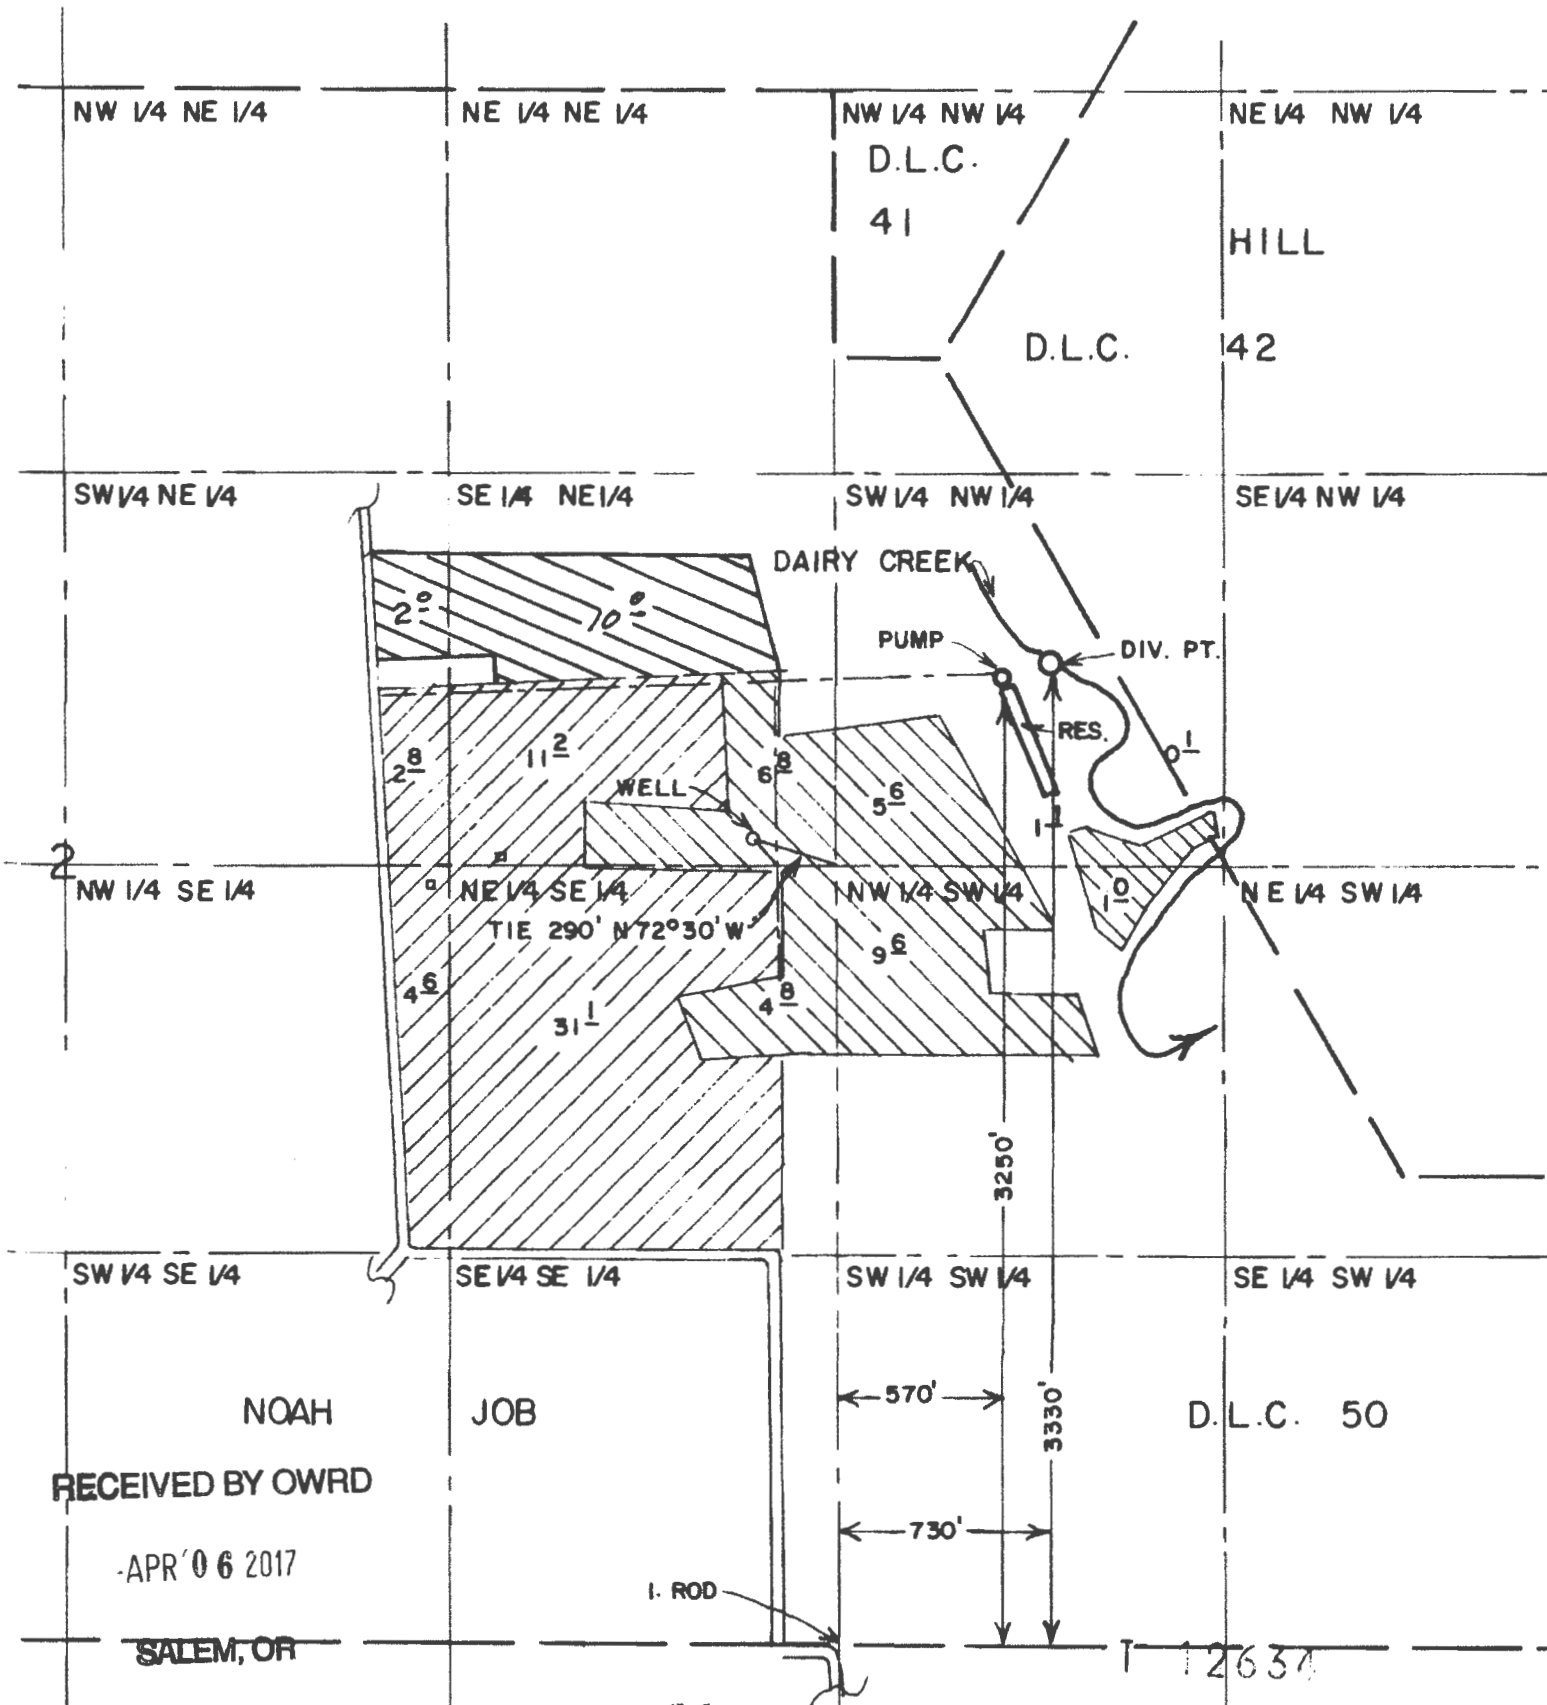 NW 1/4 NE 1/4 NE 1/4 NE 1/4 NW 1/4 NW 1/4 NE 1/4 NW 1/4
D.L.C.
41
HILL
D.L.C. 42
SW 1/4 NE 1/4 SE 1/4 NE 1/4 SW 1/4 NW 1/4 SE 1/4 NW 1/4
DAIRY CREEK
2 0 10 0
PUMP
DIV. PT.
RES.
0 1
2 8 11 2 6 8
WELL
5 6
1 1
2
NW 1/4 SE 1/4 NE 1/4 SE 1/4 NW 1/4 SW 1/4 NE 1/4 SW 1/4
1 0
TIE 290' N 72°30' W
9 6
4 6 4 8
31 1
3250'
SW 1/4 SE 1/4 SE 1/4 SE 1/4 SW 1/4 SW 1/4 SE 1/4 SW 1/4
570'
3330'
NOAH JOB
D.L.C. 50
RECEIVED BY OWRD
730'
APR 06 2017
I. ROD
SALEM, OR
T 12637